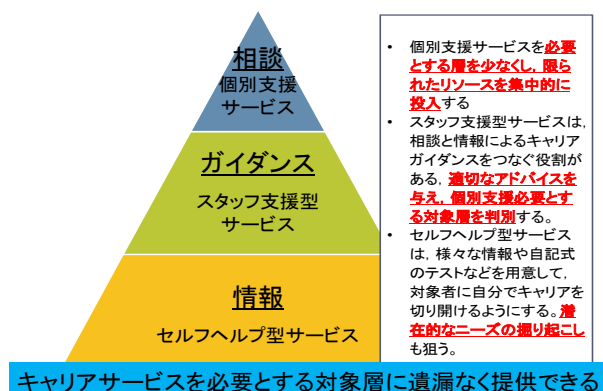 相談
個別支援
サービス
ガイダンス
スタッフ支援型
サービス
情報
セルフヘルプ型サービス
• 個別支援サービスを必要
とする層を少なくし，限ら
れたリソースを集中的に
投入する
• スタッフ支援型サービスは，
相談と情報によるキャリア
ガイダンスをつなぐ役割が
ある，適切なアドバイスを
与え，個別支援必要とす
る対象層を判別する。
• セルフヘルプ型サービス
は，様々な情報や自記式
のテストなどを用意して，
対象者に自分でキャリアを
切り開けるようにする。潜
在的なニーズの掘り起こし
も狙う。
キャリアサービスを必要とする対象層に遺漏なく提供できる